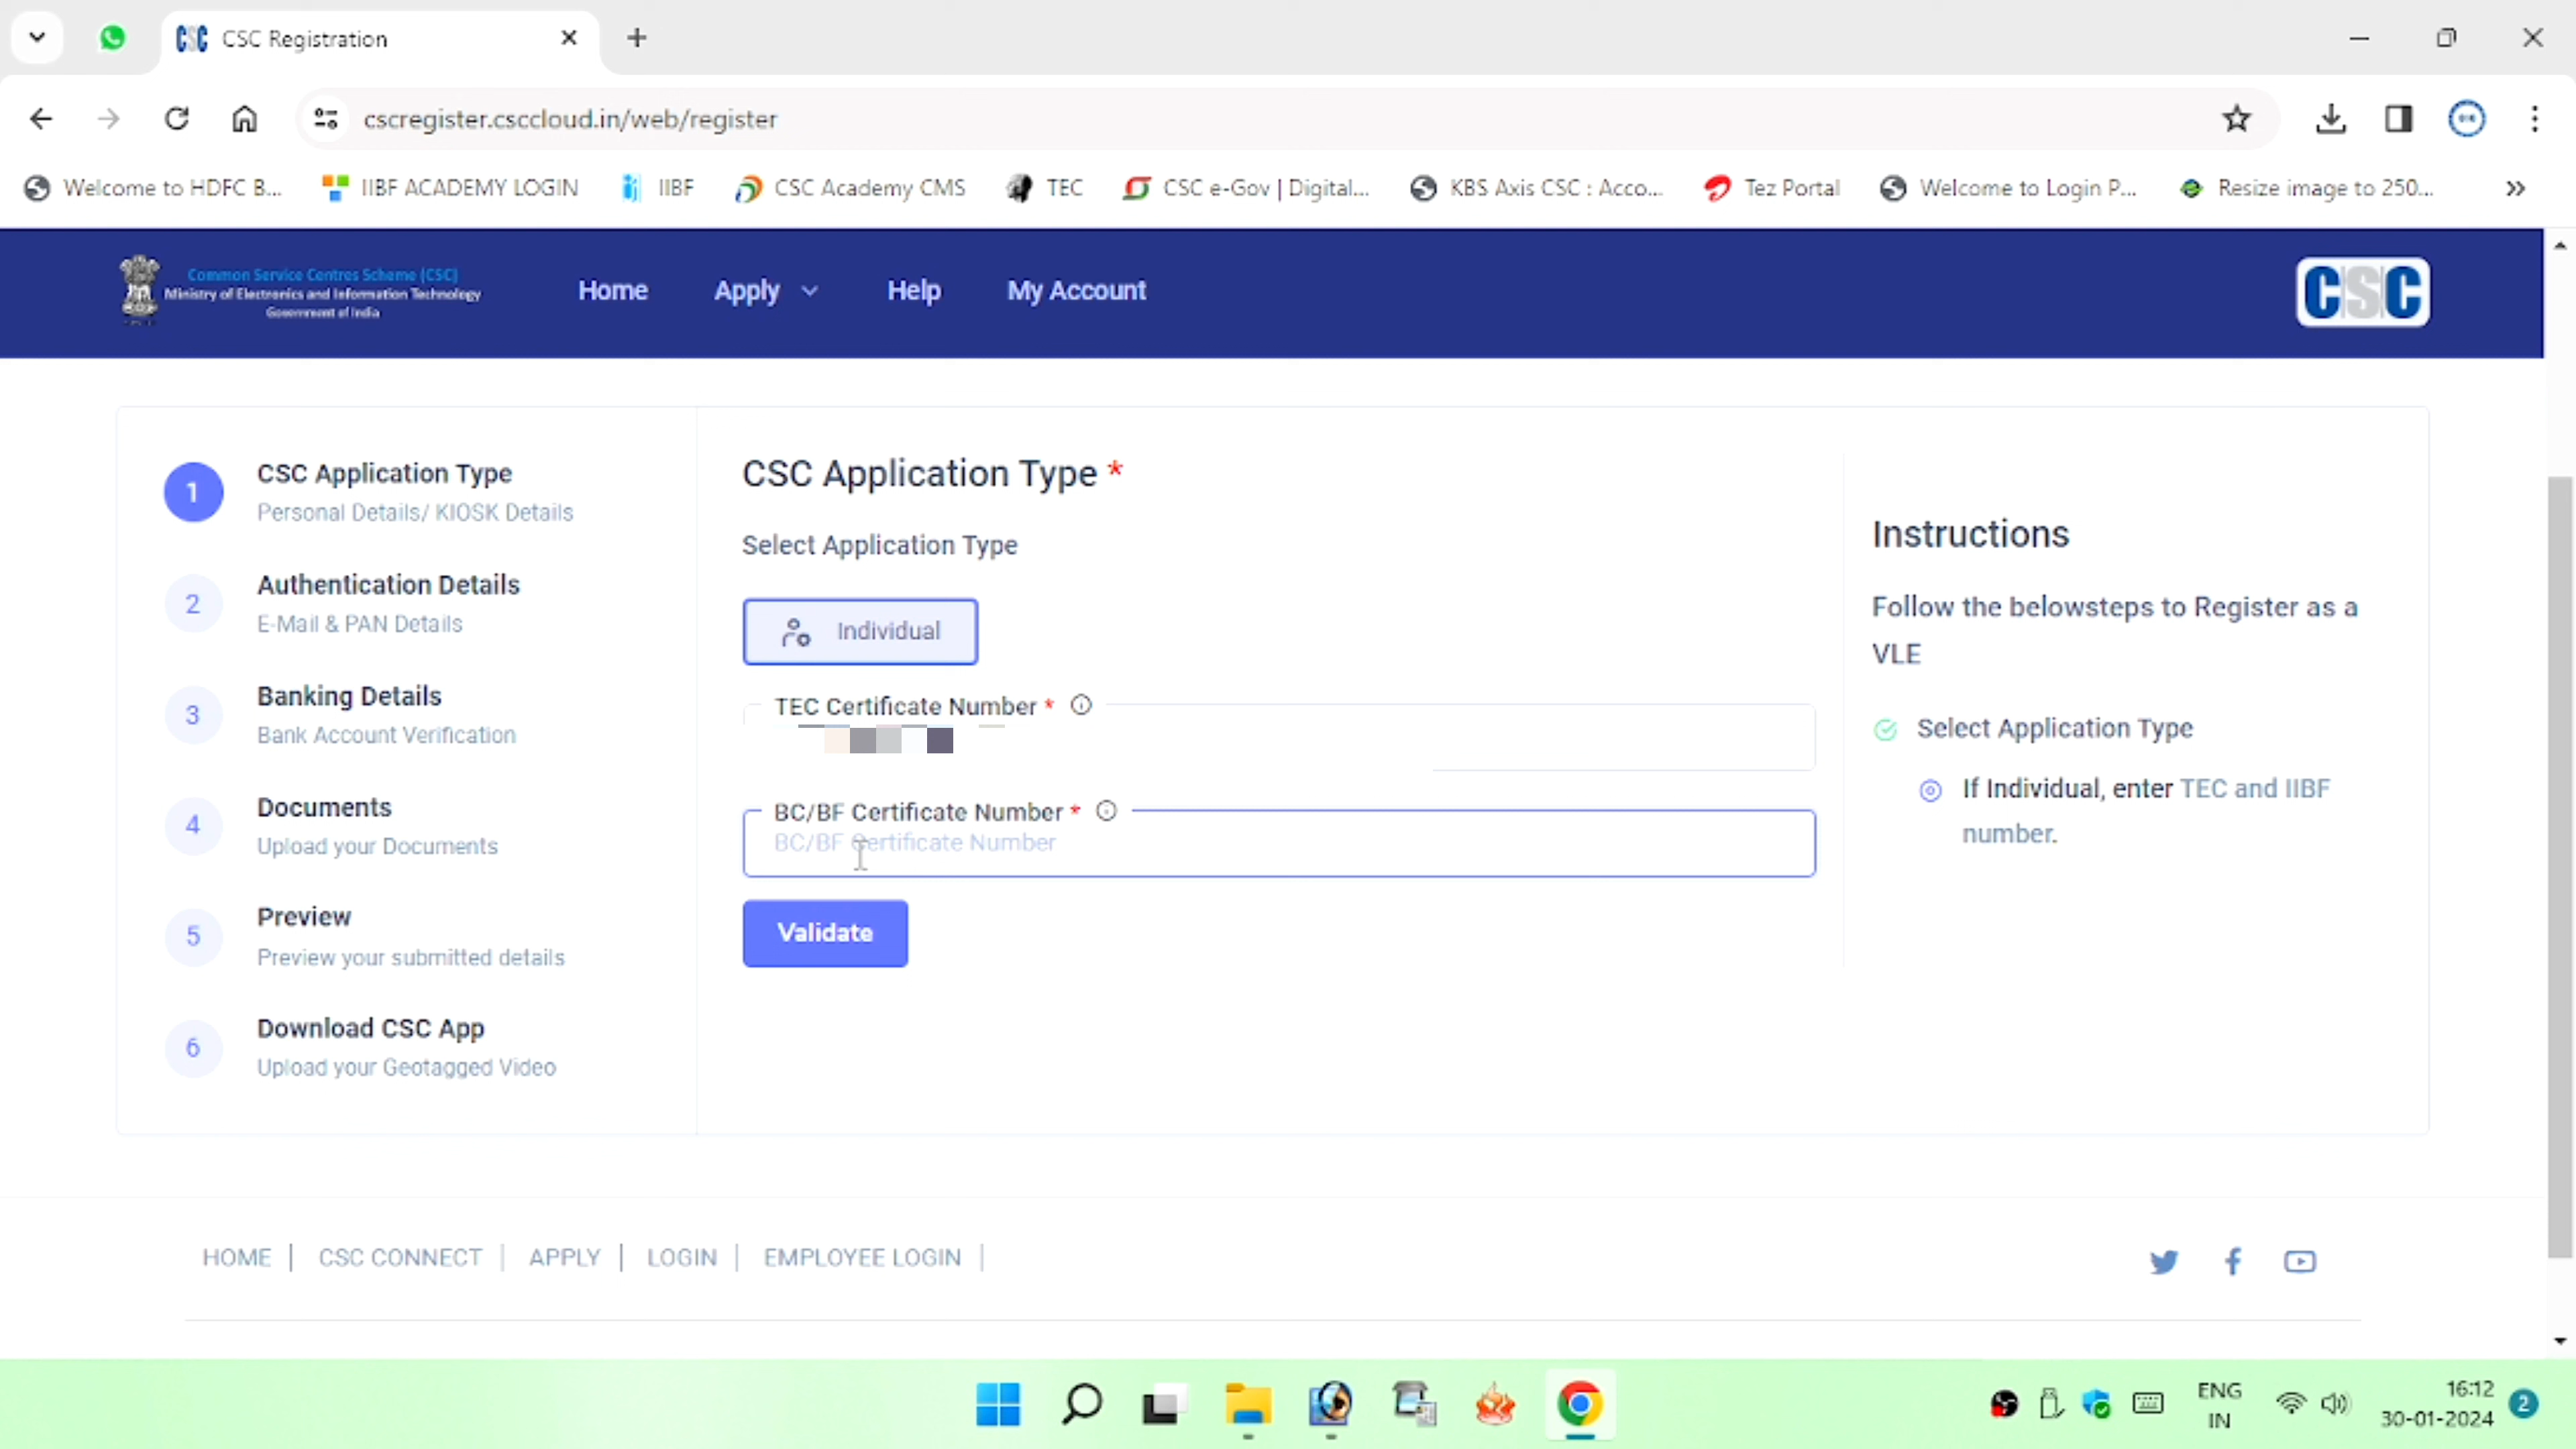 CSC Registration
cscregister.csccloud.in/web/register
Welcome to HDFC B... IIBF ACADEMY LOGIN IIBF CSC Academy CMS TEC CSC e-Gov | Digital... KBS Axis CSC : Acco... Tez Portal Welcome to Login P... Resize image to 250...
Common Service Centres Scheme (CSC)
Ministry of Electronics and Information Technology
Government of India
Home Apply Help My Account
CSC
1 CSC Application Type
Personal Details/ KIOSK Details
2 Authentication Details
E-Mail & PAN Details
3 Banking Details
Bank Account Verification
4 Documents
Upload your Documents
5 Preview
Preview your submitted details
6 Download CSC App
Upload your Geotagged Video
CSC Application Type *
Select Application Type
Individual
TEC Certificate Number *
BC/BF Certificate Number *
BC/BF Certificate Number
Validate
Instructions
Follow the belowsteps to Register as a
VLE
Select Application Type
If Individual, enter TEC and IIBF
number.
HOME | CSC CONNECT | APPLY | LOGIN | EMPLOYEE LOGIN |
ENG
IN
16:12
30-01-2024
2